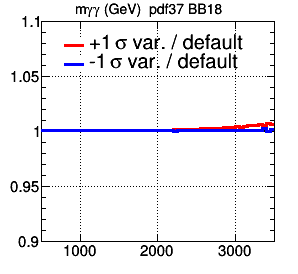 mγγ (GeV) pdf37 BB18
+1 σ var. / default
-1 σ var. / default
1.1
1.05
1
0.95
0.9
1000 2000 3000